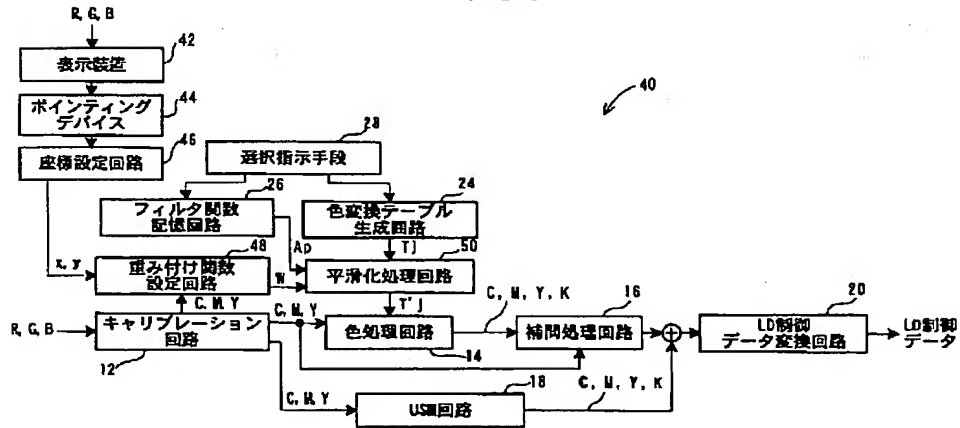 R, G, B
42
表示装置
44
ポインティング
デバイス
46
座標設定回路
40
28
選択指示手段
26
フィルタ関数
記憶回路
24
色変換テーブル
生成回路
Ap
Tj
50
48
x, y
重み付け関数
設定回路
W
平滑化処理回路
C, M, Y
T'j
R, G, B
キャリブレーション
回路
12
C, M, Y
色処理回路
14
C, M, Y, K
16
補間処理回路
20
LD制御
データ変換回路
LD制御
データ
C, M, Y
18
USM回路
C, M, Y, K